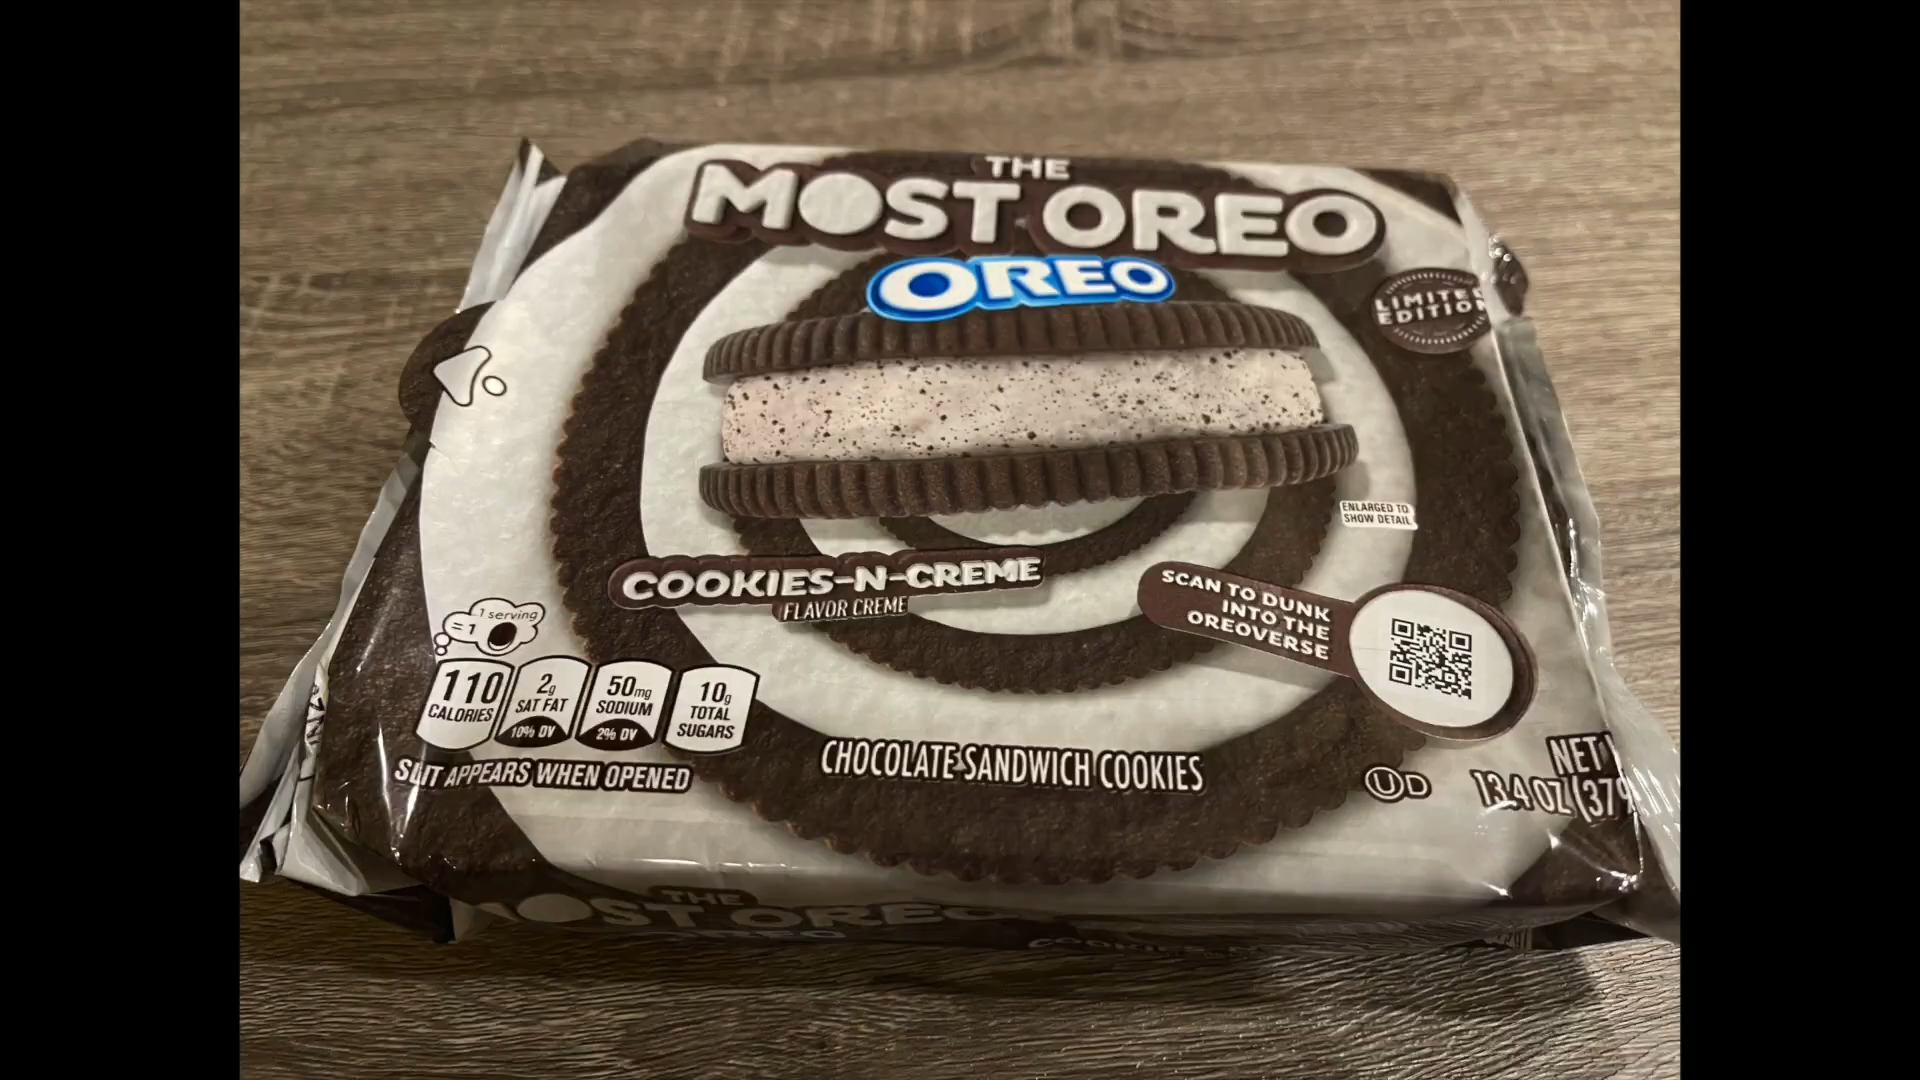 THE
MOST OREO
OREO
LIMITED
EDITION
ENLARGED TO
SHOW DETAIL
COOKIES-N-CREME
FLAVOR CREME
SCAN TO DUNK
INTO THE
OREOVERSE
1 serving
= 1
110
CALORIES
2g
SAT FAT
10% DV
50mg
SODIUM
2% DV
10g
TOTAL
SUGARS
SLIT APPEARS WHEN OPENED
CHOCOLATE SANDWICH COOKIES
UD
NET
13.4 OZ (379
THE
MOST OREO
OREO